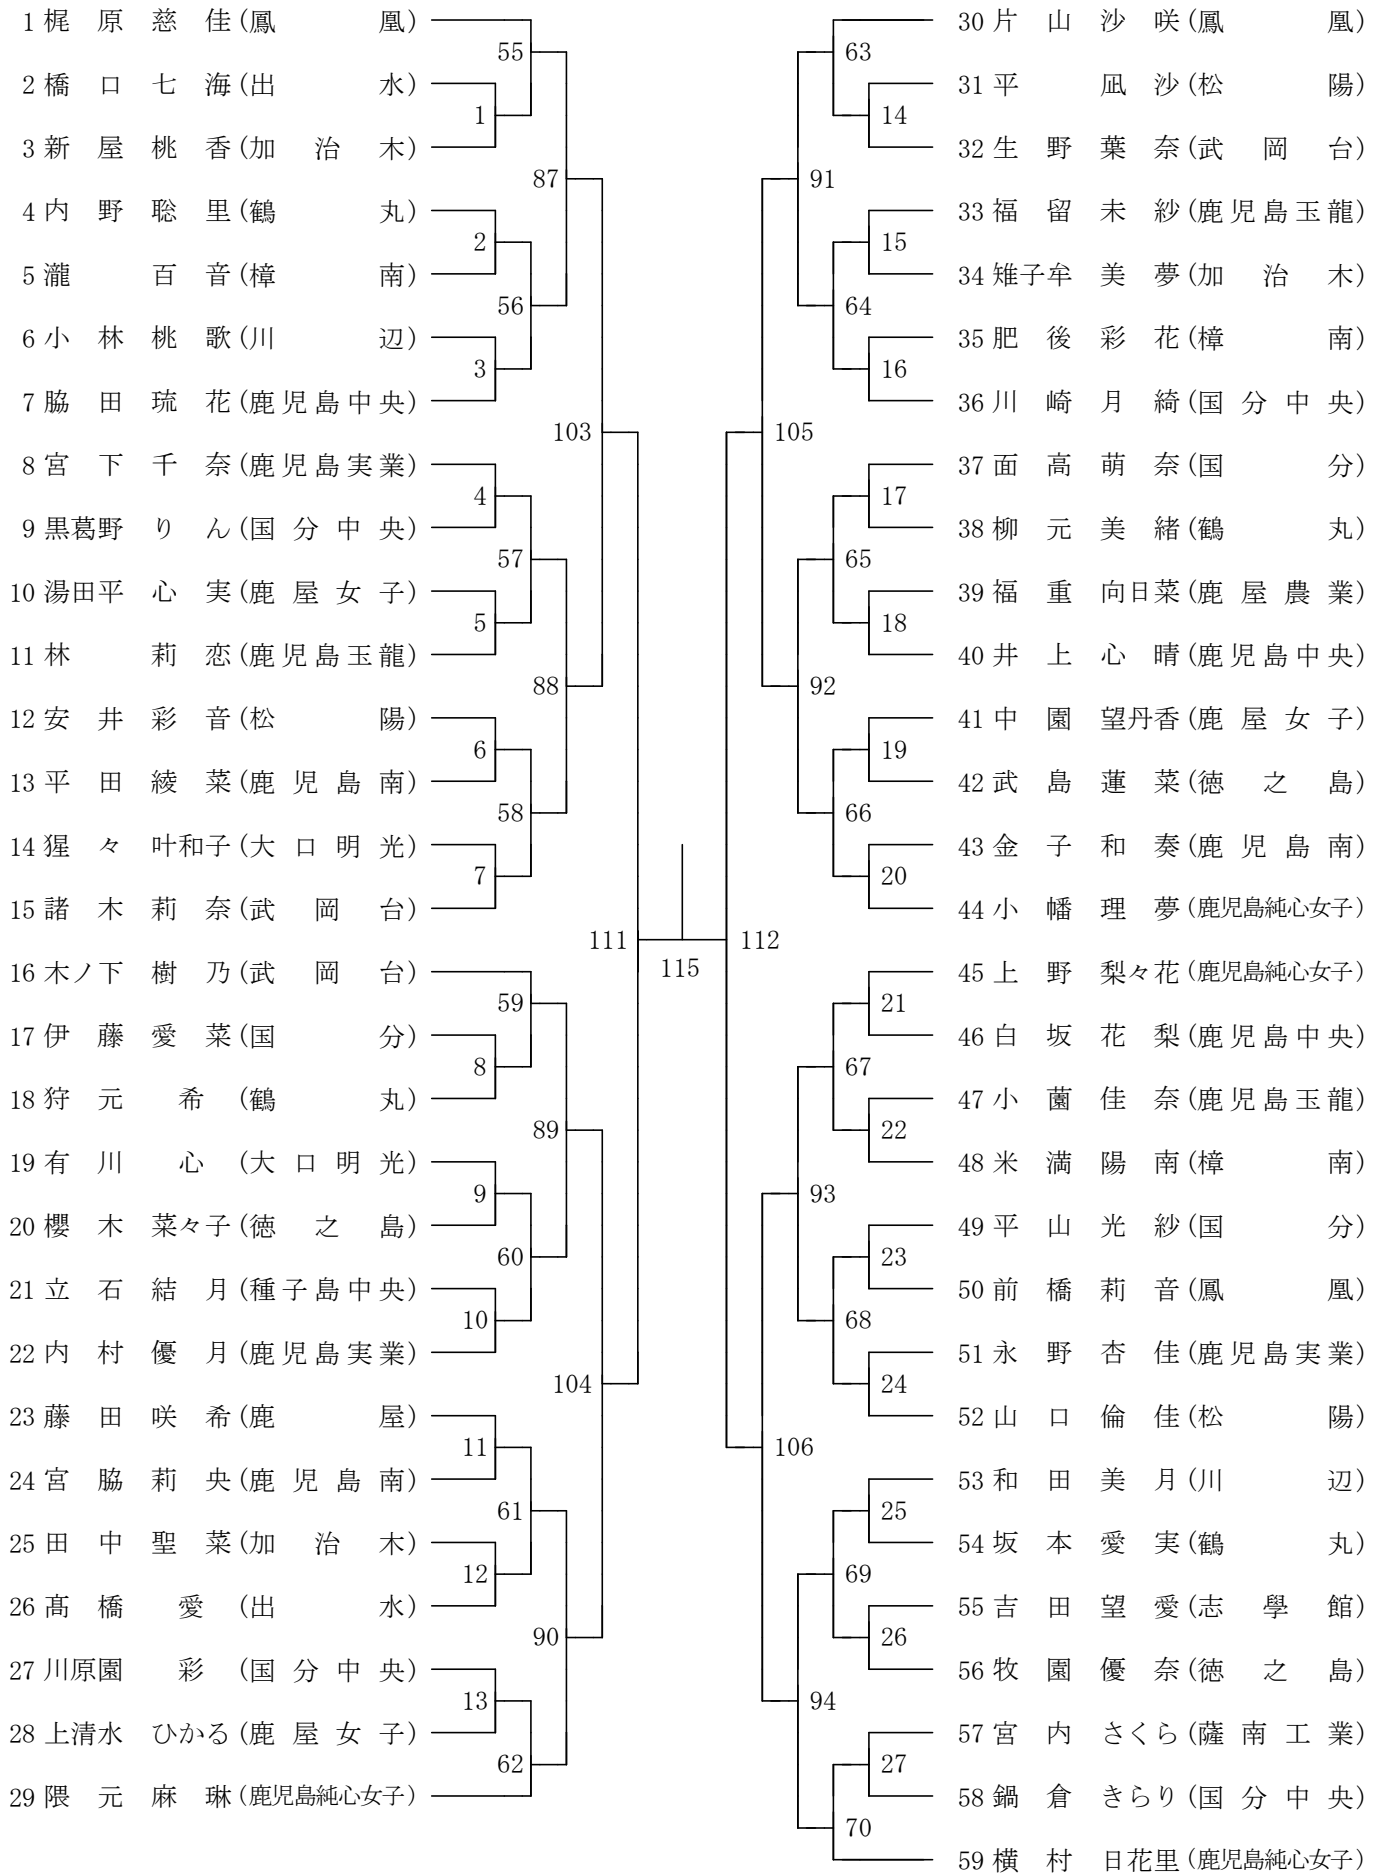 1 梶原慈佳(鳳凰)
2 橋口七海(出水)
3 新屋桃香(加治木)
4 内野聡里(鶴丸)
5 瀧百音(樟南)
6 小林桃歌(川辺)
7 脇田琉花(鹿児島中央)
8 宮下千奈(鹿児島実業)
9 黒葛野りん(国分中央)
10 湯田平心実(鹿屋女子)
11 林莉恋(鹿児島玉龍)
12 安井彩音(松陽)
13 平田綾菜(鹿児島南)
14 猩々叶和子(大口明光)
15 諸木莉奈(武岡台)
16 木ノ下樹乃(武岡台)
17 伊藤愛菜(国分)
18 狩元希(鶴丸)
19 有川心(大口明光)
20 櫻木菜々子(徳之島)
21 立石結月(種子島中央)
22 内村優月(鹿児島実業)
23 藤田咲希(鹿屋)
24 宮脇莉央(鹿児島南)
25 田中聖菜(加治木)
26 髙橋愛(出水)
27 川原園彩(国分中央)
28 上清水ひかる(鹿屋女子)
29 隈元麻琳(鹿児島純心女子)
1
2
3
4
5
6
7
8
9
10
11
12
13
55
56
57
58
59
60
61
62
87
88
89
90
103
104
111
115
112
105
106
91
92
93
94
63
64
65
66
67
68
69
70
14
15
16
17
18
19
20
21
22
23
24
25
26
27
30 片山沙咲(鳳凰)
31 平凪沙(松陽)
32 生野葉奈(武岡台)
33 福留未紗(鹿児島玉龍)
34 雉子牟美夢(加治木)
35 肥後彩花(樟南)
36 川崎月綺(国分中央)
37 面高萌奈(国分)
38 柳元美緒(鶴丸)
39 福重向日菜(鹿屋農業)
40 井上心晴(鹿児島中央)
41 中園望丹香(鹿屋女子)
42 武島蓮菜(徳之島)
43 金子和奏(鹿児島南)
44 小幡理夢(鹿児島純心女子)
45 上野梨々花(鹿児島純心女子)
46 白坂花梨(鹿児島中央)
47 小薗佳奈(鹿児島玉龍)
48 米満陽南(樟南)
49 平山光紗(国分)
50 前橋莉音(鳳凰)
51 永野杏佳(鹿児島実業)
52 山口倫佳(松陽)
53 和田美月(川辺)
54 坂本愛実(鶴丸)
55 吉田望愛(志學館)
56 牧園優奈(徳之島)
57 宮内さくら(薩南工業)
58 鍋倉きらり(国分中央)
59 横村日花里(鹿児島純心女子)